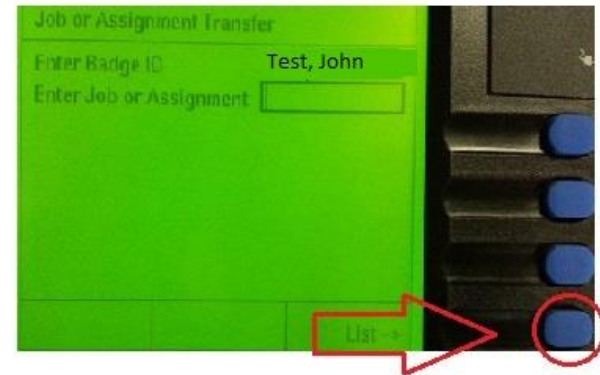 Job or Assignment Transfer
Enter Badge ID Test, John
Enter Job or Assignment
List →